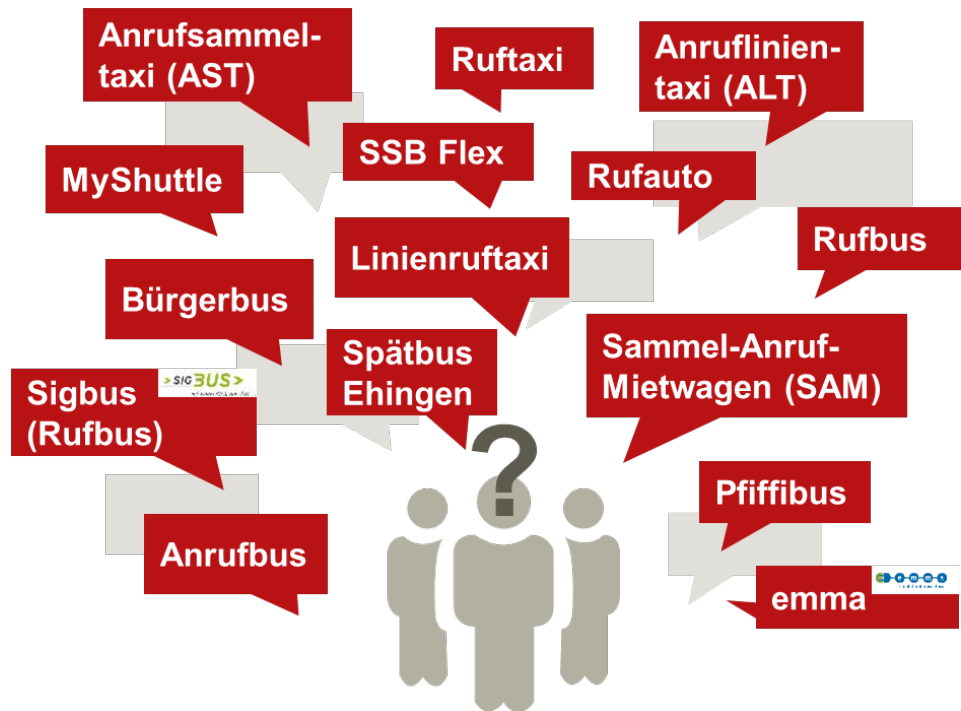 Anrufsammel-
taxi (AST)
Ruftaxi
Anruflinien-
taxi (ALT)
SSB Flex
MyShuttle
Rufauto
Rufbus
Linienruftaxi
Bürgerbus
Spätbus
Ehingen
Sammel-Anruf-
Mietwagen (SAM)
Sigbus
(Rufbus)
> SIGBUS >
Pfiffibus
Anrufbus
emma
emma
?